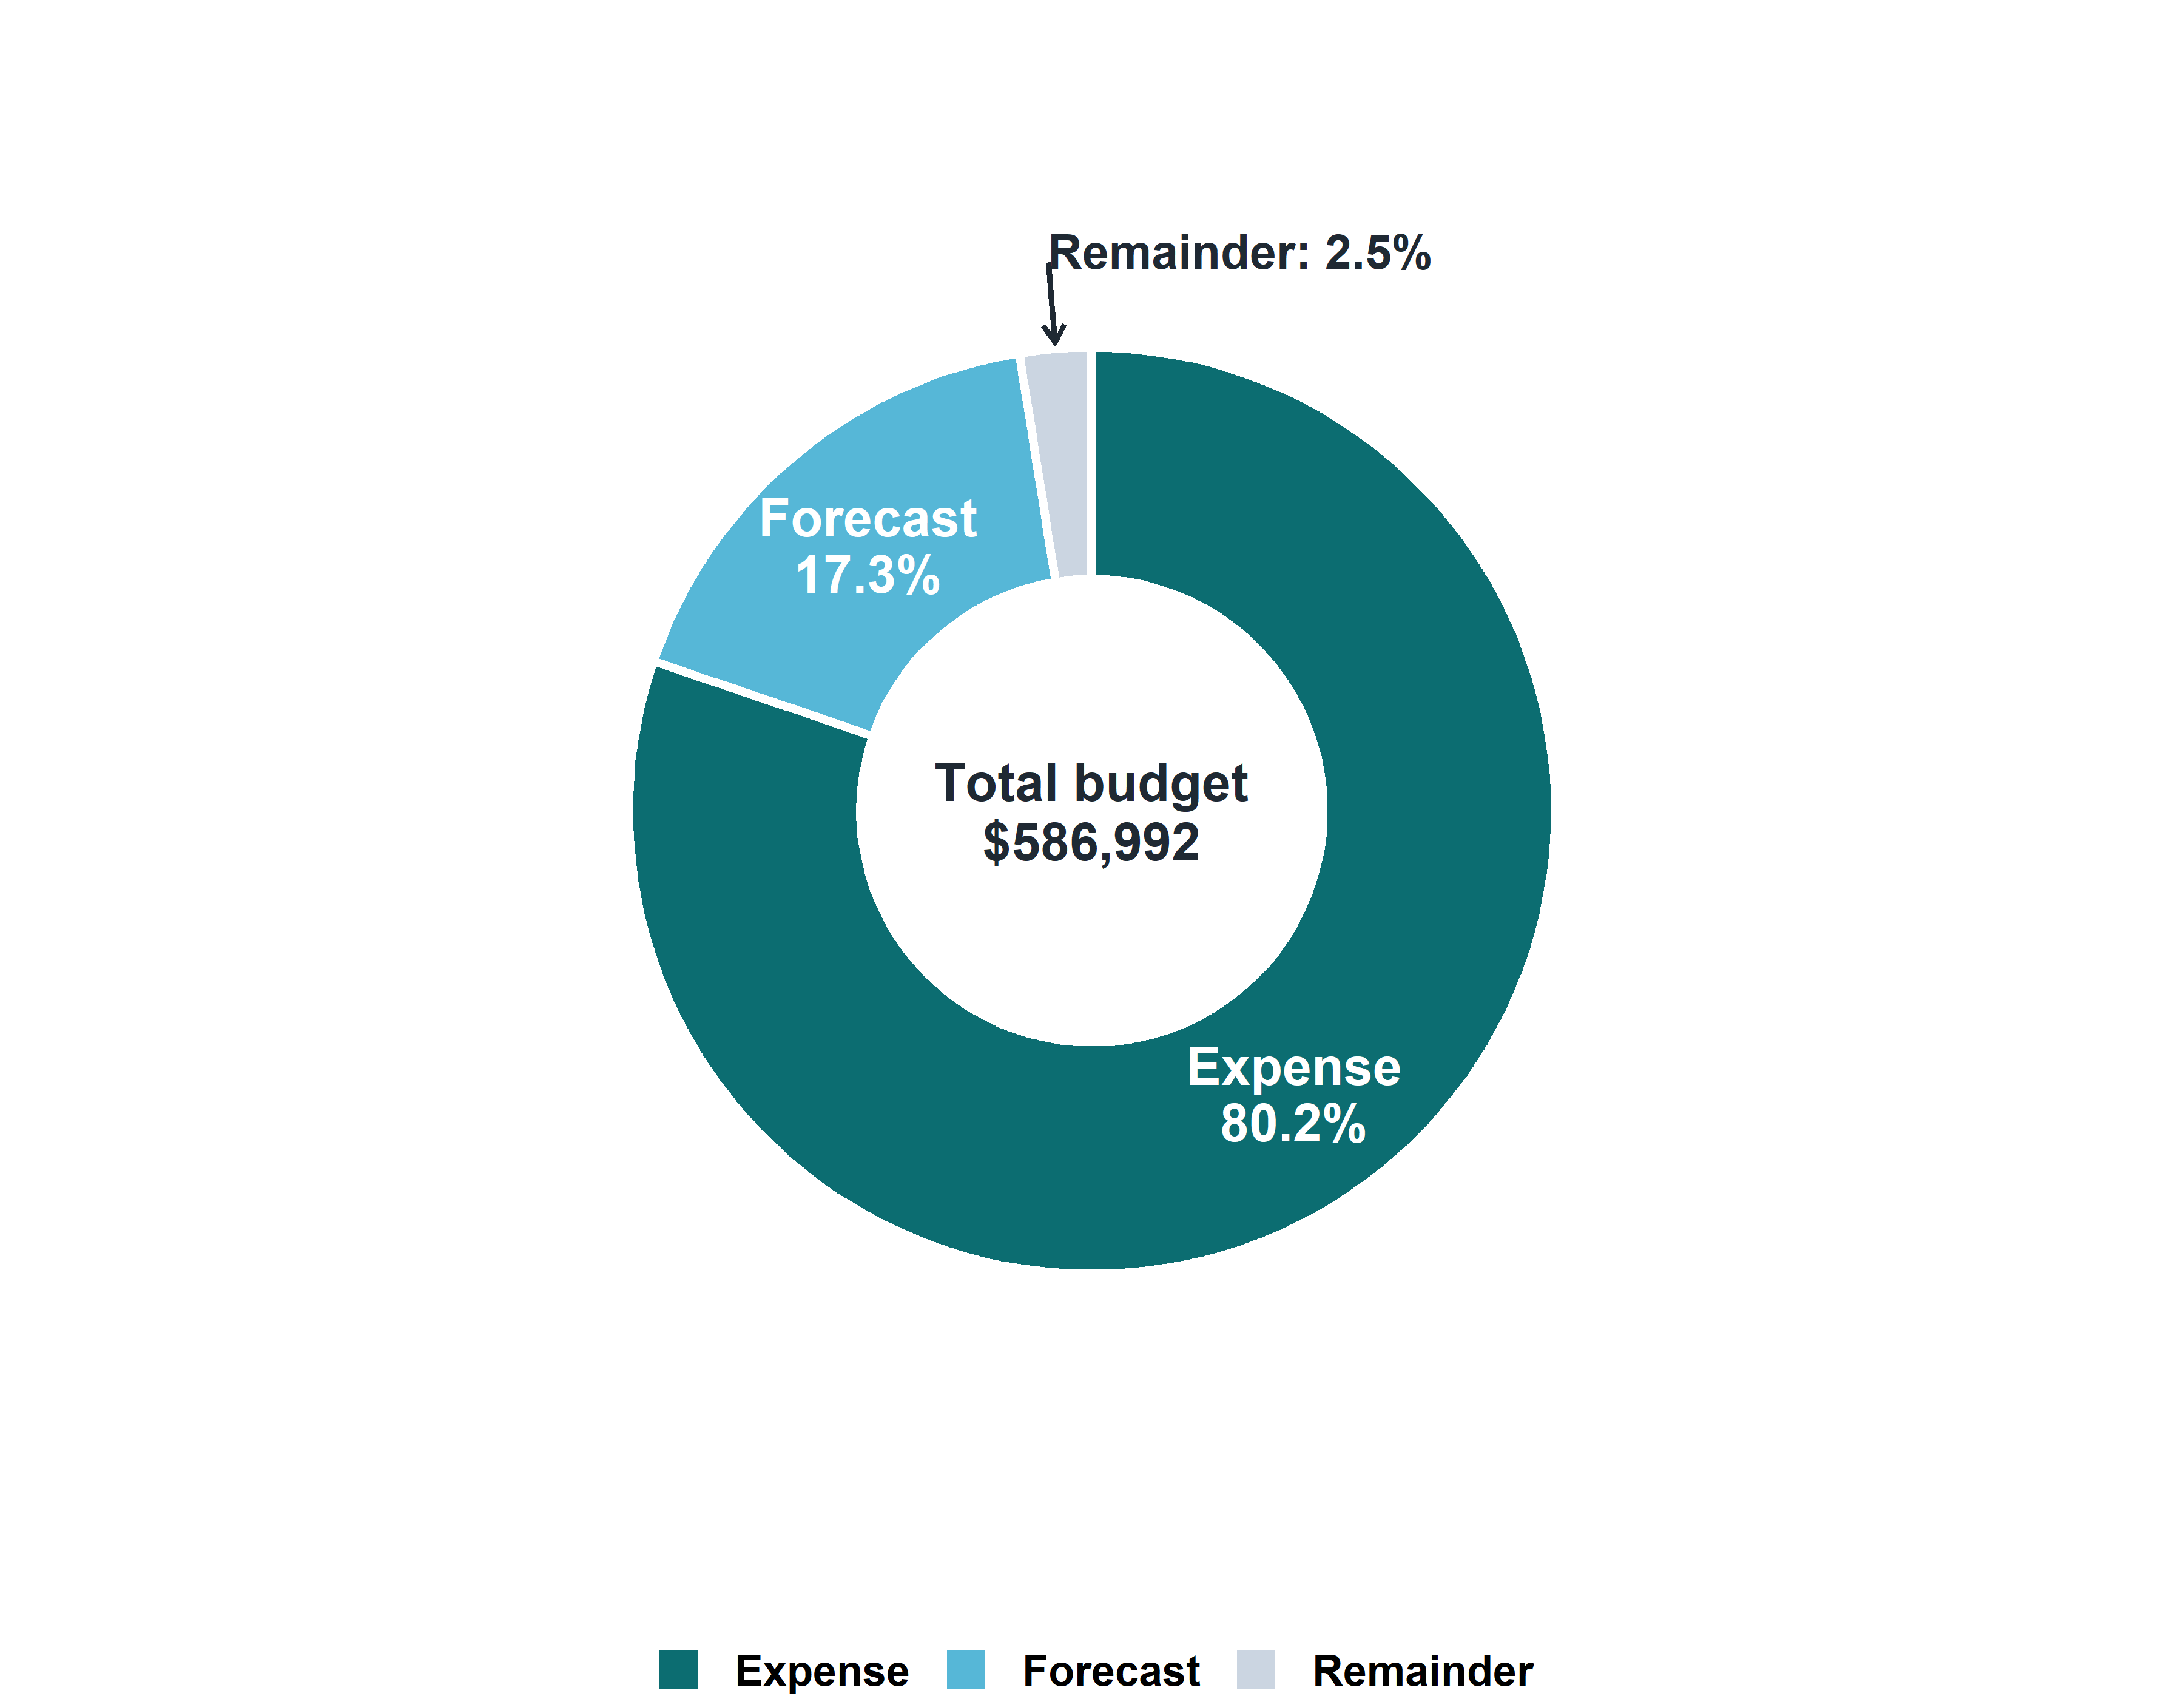 Remainder: 2.5%
Forecast
17.3%
Total budget
$586,992
Expense
80.2%
Expense
Forecast
Remainder